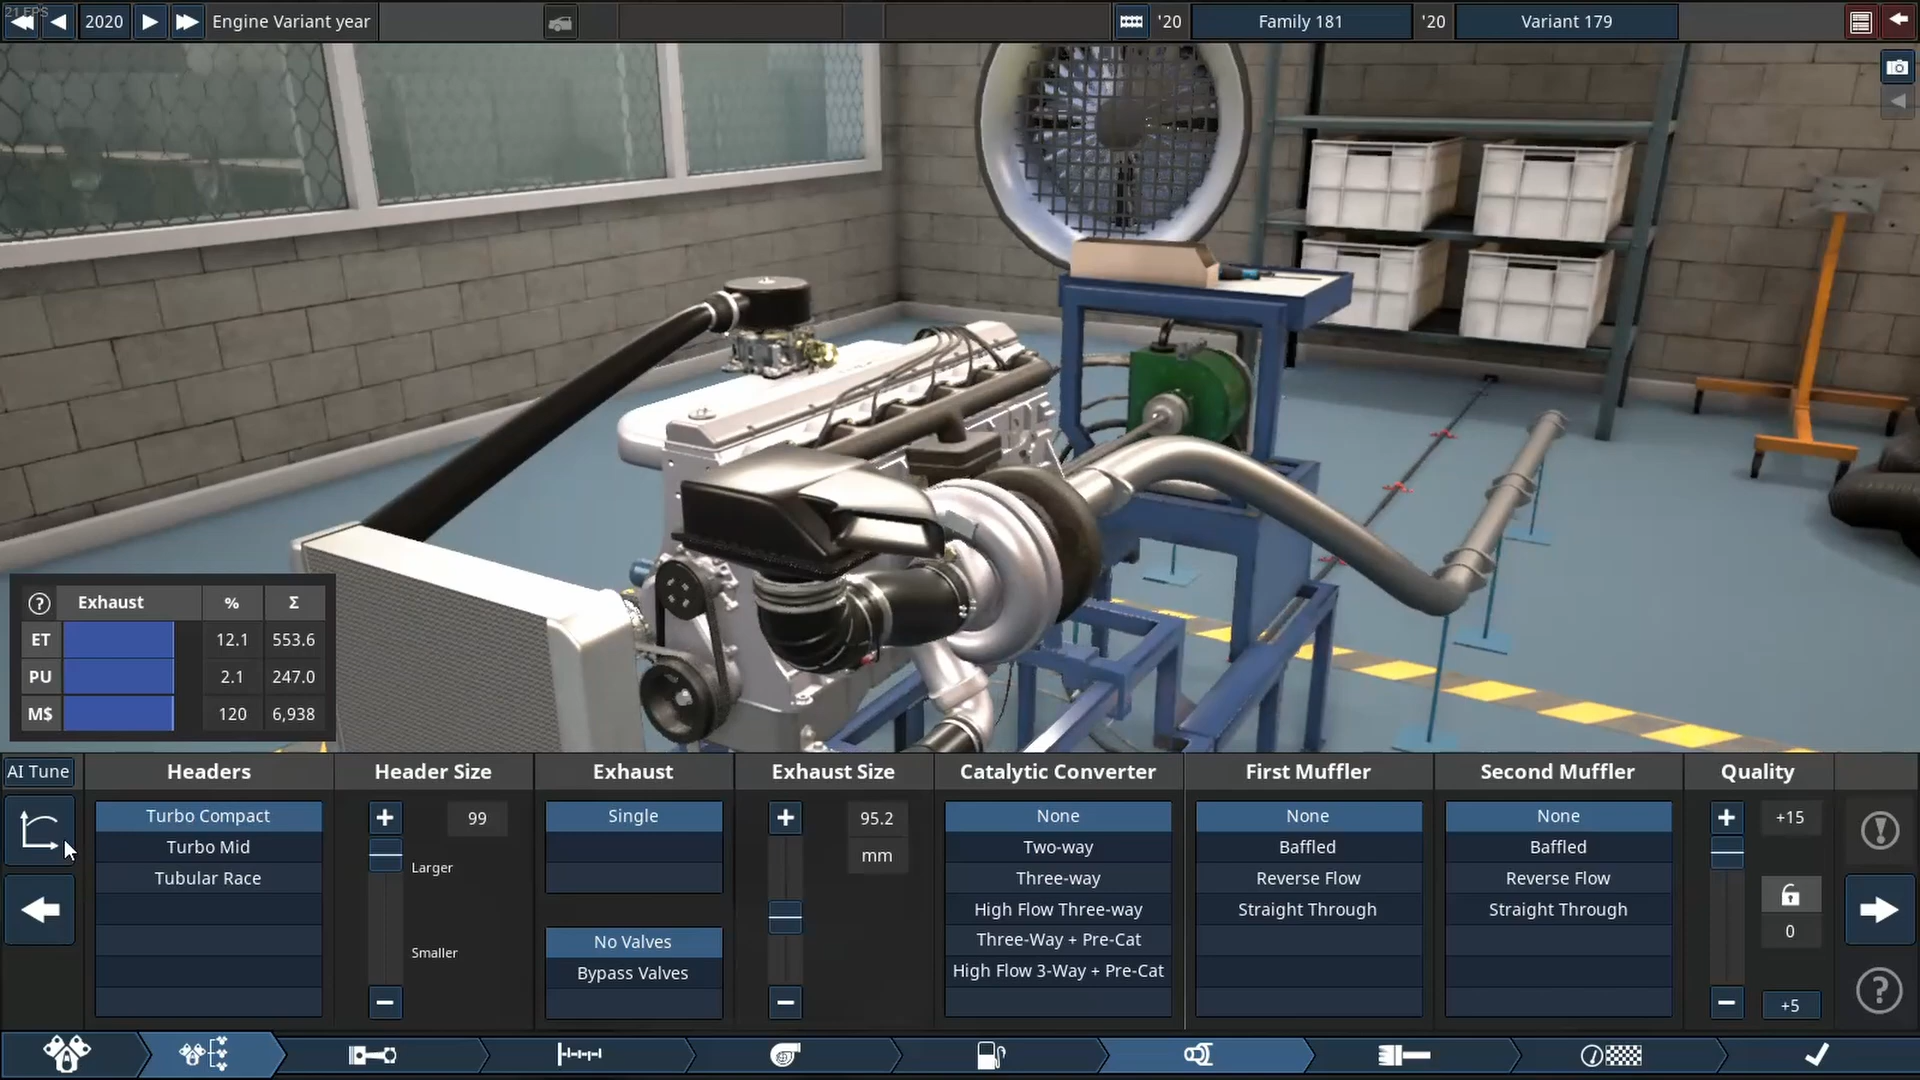 21 FPS
2020
Engine Variant year
'20
Family 181
'20
Variant 179
Exhaust
%
Σ
ET
12.1
553.6
PU
2.1
247.0
M$
120
6,938
AI Tune
Headers
Turbo Compact
Turbo Mid
Tubular Race
Header Size
99
Larger
Smaller
Exhaust
Single
No Valves
Bypass Valves
Exhaust Size
95.2
mm
Catalytic Converter
None
Two-way
Three-way
High Flow Three-way
Three-Way + Pre-Cat
High Flow 3-Way + Pre-Cat
First Muffler
None
Baffled
Reverse Flow
Straight Through
Second Muffler
None
Baffled
Reverse Flow
Straight Through
Quality
+15
0
+5